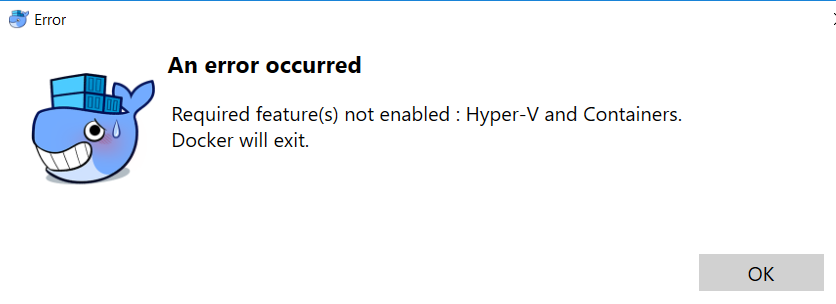 Error
An error occurred
Required feature(s) not enabled : Hyper-V and Containers.
Docker will exit.
OK